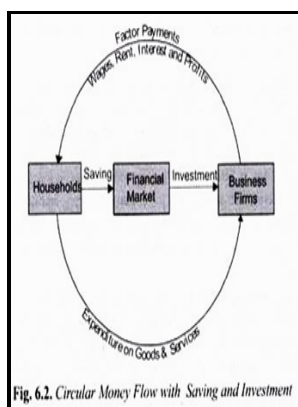 Factor Payments
Wages, Rent, Interest and Profits
Saving
Investment
Households
Financial
Market
Business
Firms
Expenditure on Goods & Services
Fig. 6.2. Circular Money Flow with Saving and Investment